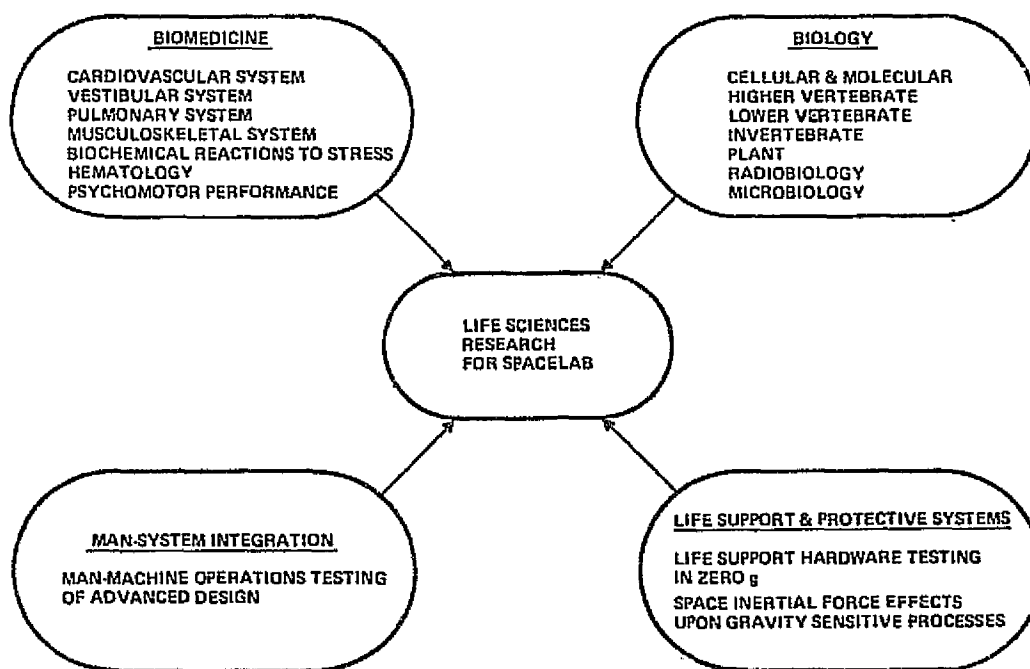 BIOMEDICINE
CARDIOVASCULAR SYSTEM
VESTIBULAR SYSTEM
PULMONARY SYSTEM
MUSCULOSKELETAL SYSTEM
BIOCHEMICAL REACTIONS TO STRESS
HEMATOLOGY
PSYCHOMOTOR PERFORMANCE
BIOLOGY
CELLULAR & MOLECULAR
HIGHER VERTEBRATE
LOWER VERTEBRATE
INVERTEBRATE
PLANT
RADIOBIOLOGY
MICROBIOLOGY
LIFE SCIENCES
RESEARCH
FOR SPACELAB
MAN-SYSTEM INTEGRATION
MAN-MACHINE OPERATIONS TESTING
OF ADVANCED DESIGN
LIFE SUPPORT & PROTECTIVE SYSTEMS
LIFE SUPPORT HARDWARE TESTING
IN ZERO g
SPACE INERTIAL FORCE EFFECTS
UPON GRAVITY SENSITIVE PROCESSES